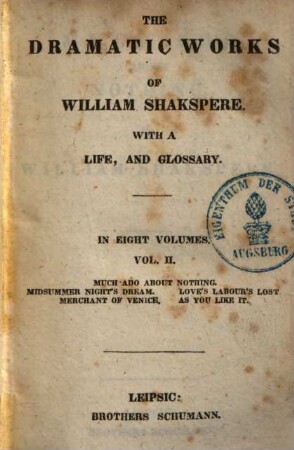 THE
DRAMATIC WORKS
OF
WILLIAM SHAKSPERE.
WITH A
LIFE, AND GLOSSARY.
IN EIGHT VOLUMES.
VOL. II.
MUCH ADO ABOUT NOTHING.
MIDSUMMER NIGHT'S DREAM. LOVE'S LABOUR'S LOST
MERCHANT OF VENICE. AS YOU LIKE IT.
LEIPSIC:
BROTHERS SCHUMANN.
EIGENTHUM DER
AUGSBURG